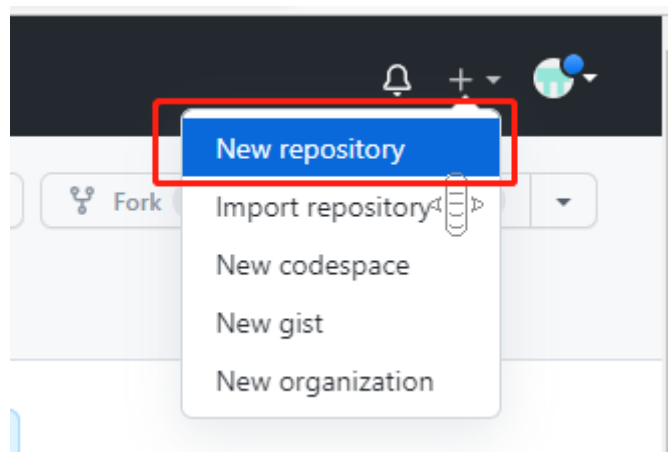 New repository
Fork
Import repository
New codespace
New gist
New organization